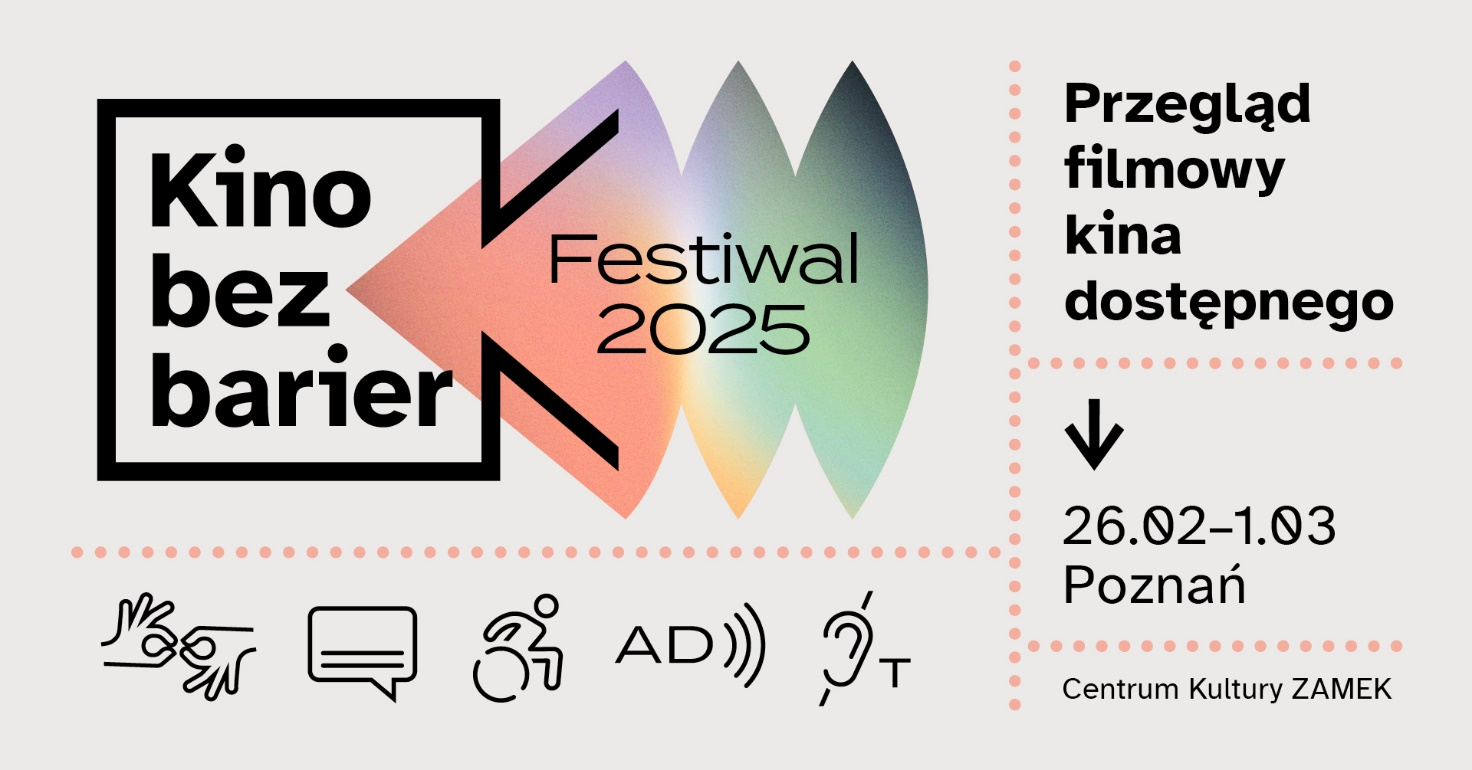 Kino
bez
barier
Festiwal
2025
Przegląd
filmowy
kina
dostępnego
26.02–1.03
Poznań
Centrum Kultury ZAMEK
AD
T